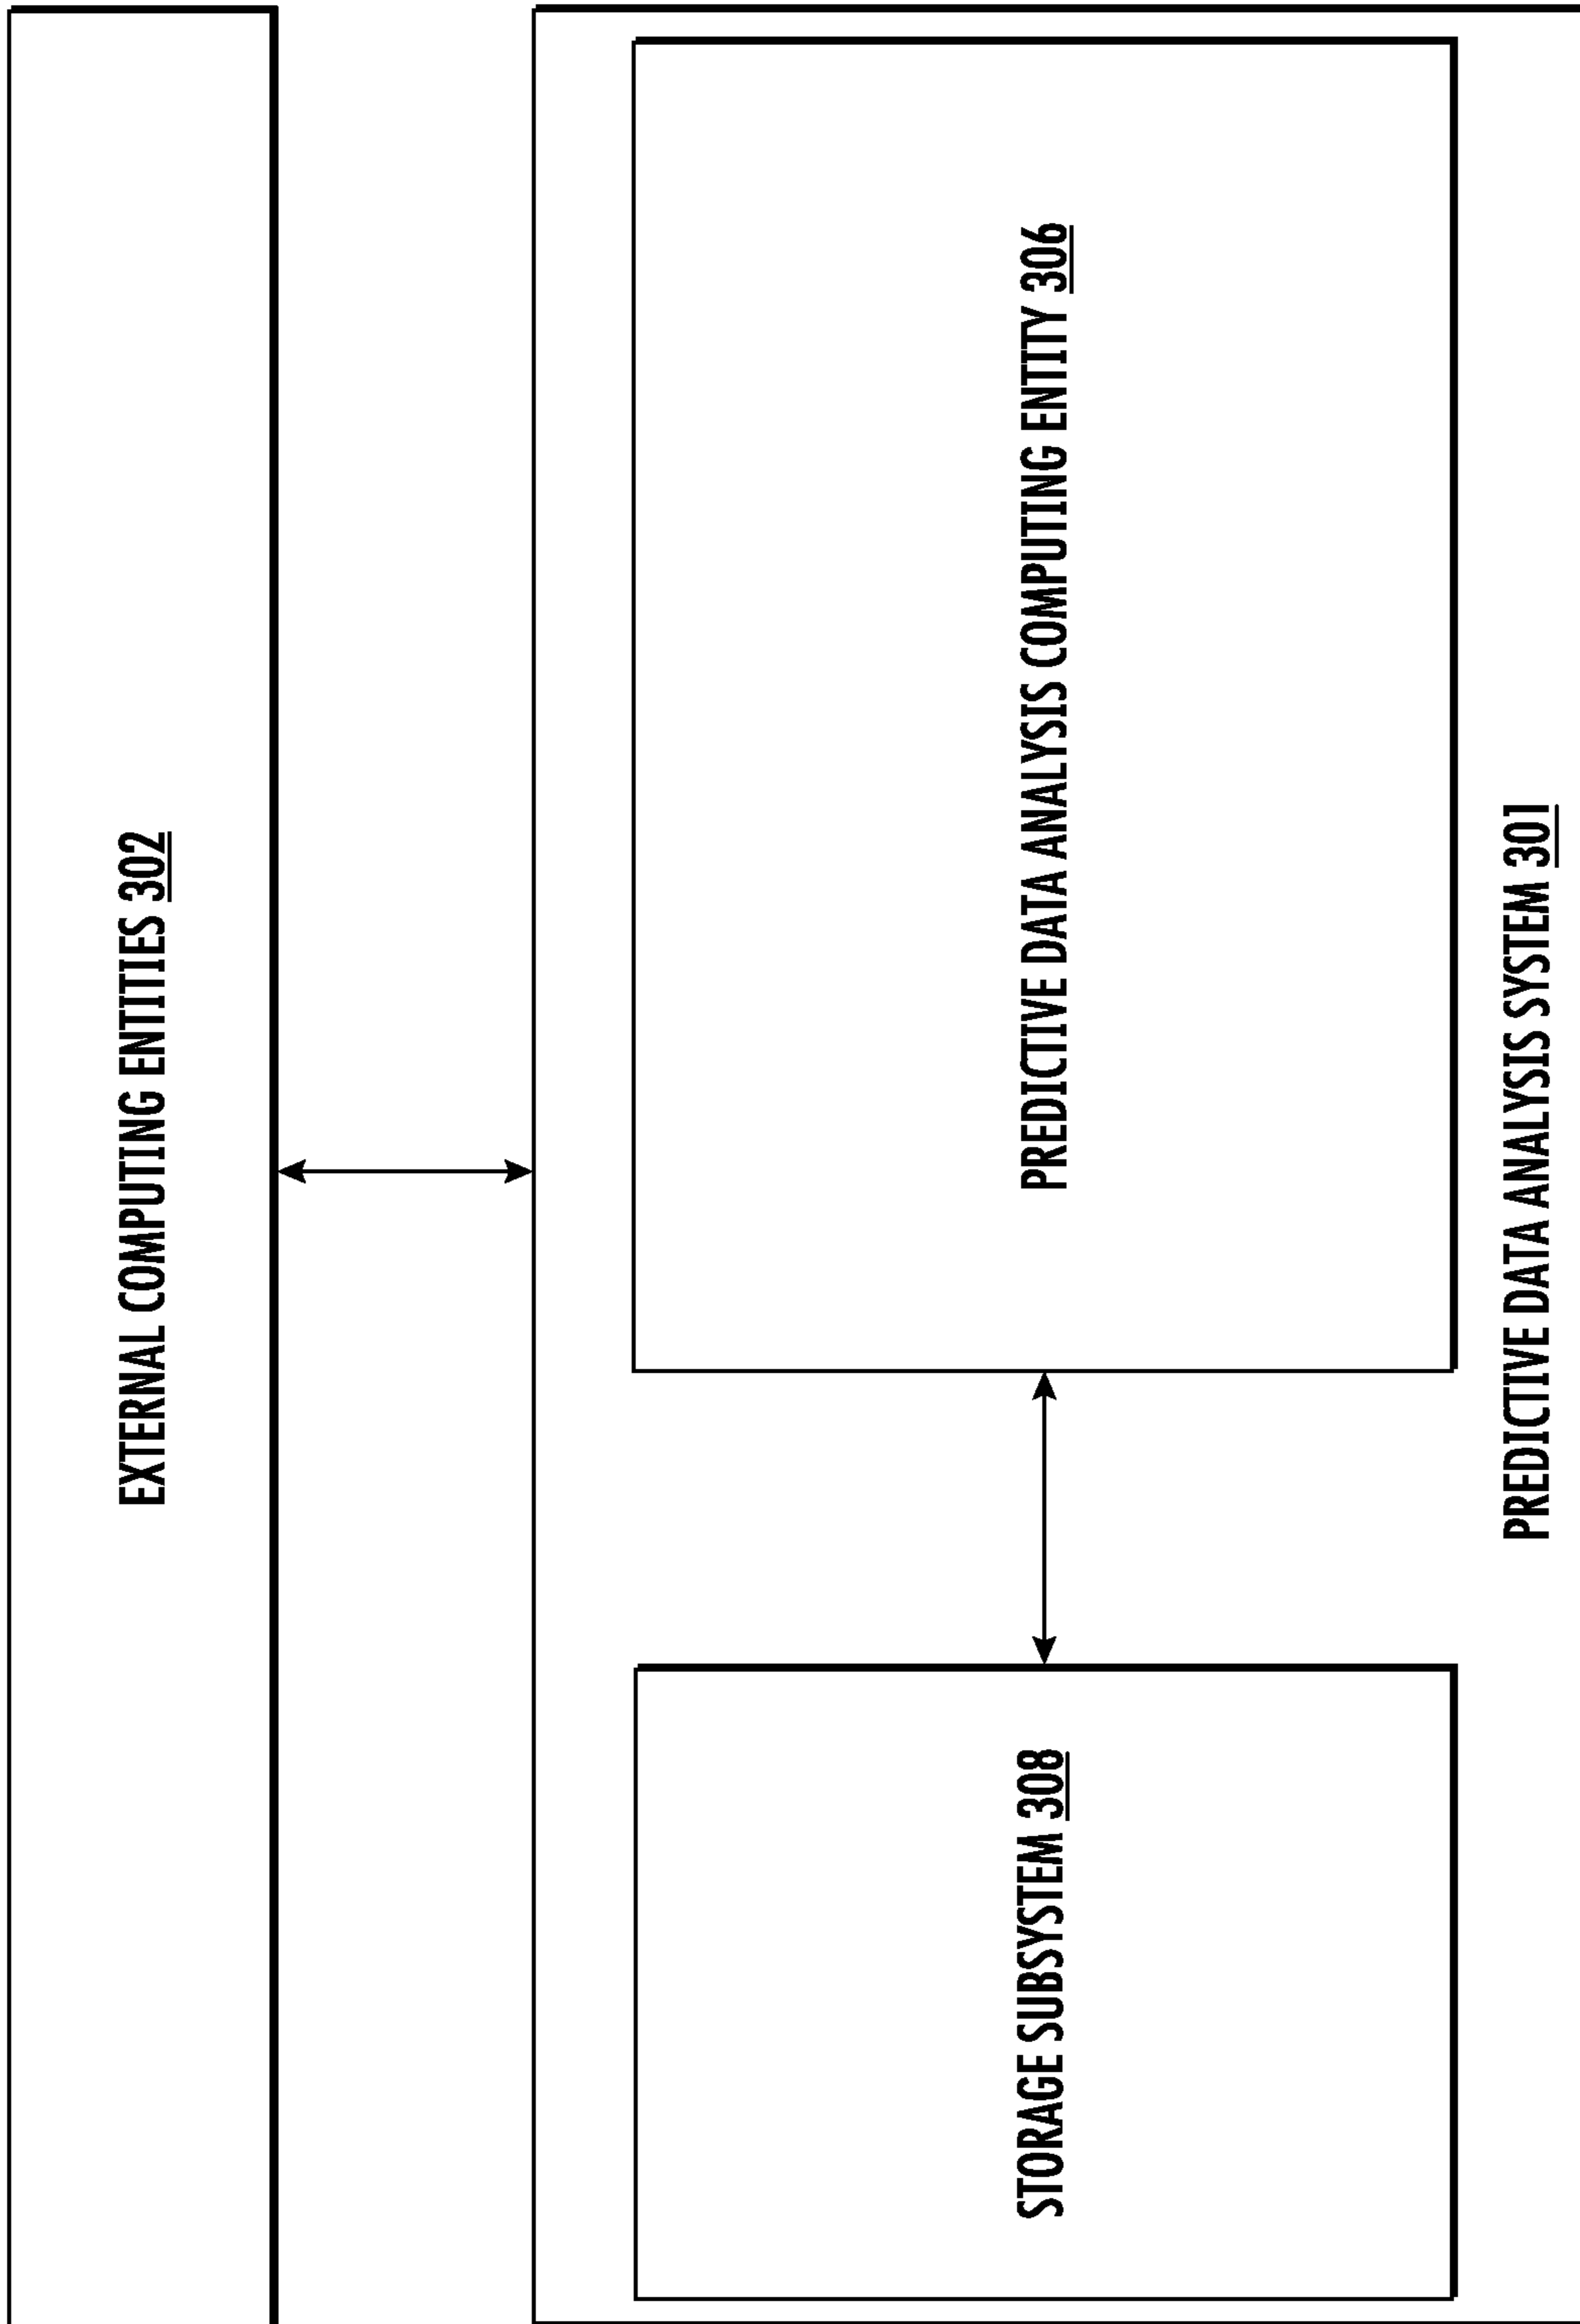 EXTERNAL COMPUTING ENTITIES 302
STORAGE SUBSYSTEM 308
PREDICTIVE DATA ANALYSIS COMPUTING ENTITY 306
PREDICTIVE DATA ANALYSIS SYSTEM 301